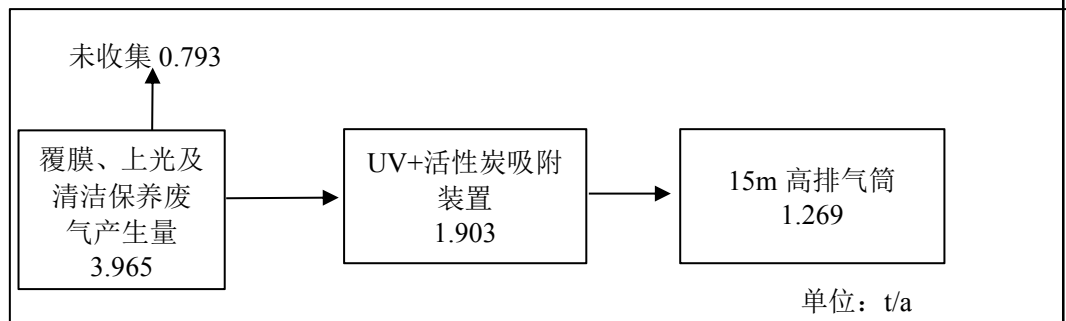 未收集 0.793
覆膜、上光及
清洁保养废
气产生量
3.965
UV+活性炭吸附
装置
1.903
15m 高排气筒
1.269
单位：t/a